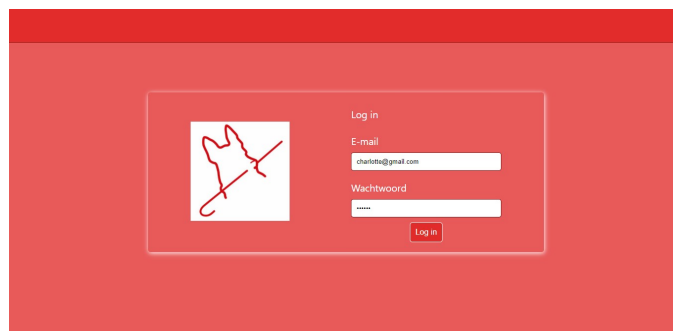 Log in
E-mail
charlotte@gmail.com
Wachtwoord
••••••
Log in